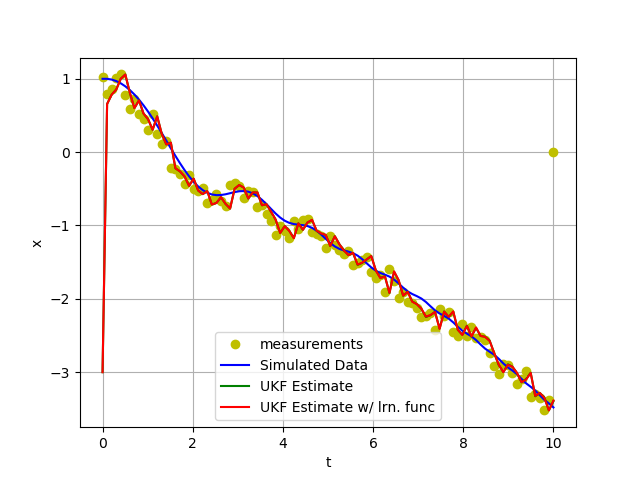 1
0
−1
−2
−3
x
measurements
Simulated Data
UKF Estimate
UKF Estimate w/ lrn. func
0
2
4
6
8
10
t